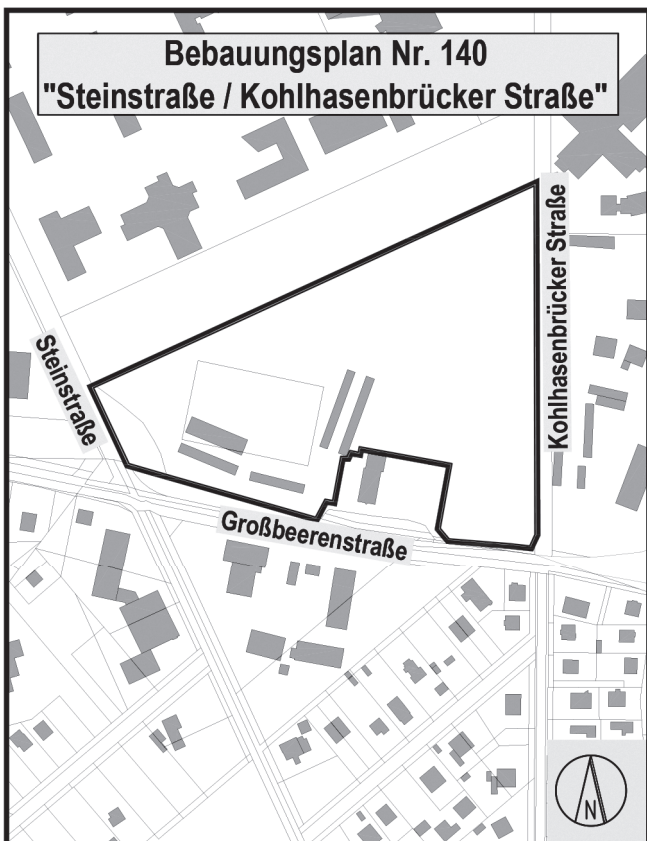 Bebauungsplan Nr. 140
"Steinstraße / Kohlhasenbrücker Straße"
Kohlhasenbrücker Straße
Steinstraße
Großbeerenstraße
N